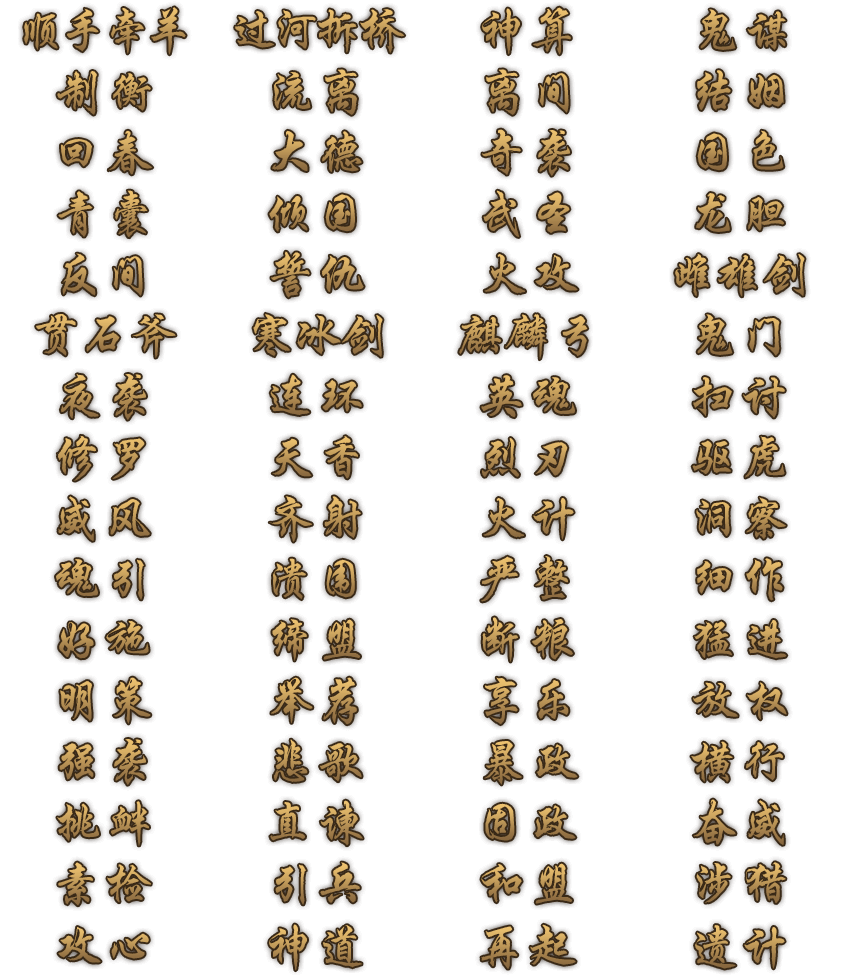 顺手牵羊 过河拆桥 神算 鬼谋
制衡 流离 离间 结姻
回春 大德 奇袭 国色
青囊 倾国 武圣 龙胆
反间 誓仇 火攻 雌雄剑
贯石斧 寒冰剑 麒麟弓 鬼门
夜袭 连环 英魂 扫讨
修罗 天香 烈刃 驱虎
威风 齐射 火计 洞察
魂引 溃围 严整 细作
好施 缔盟 断粮 猛进
明策 举荐 享乐 放权
强袭 悲歌 暴政 横行
挑衅 直谏 固政 奋威
素检 引兵 和盟 涉猎
攻心 神道 再起 遗计